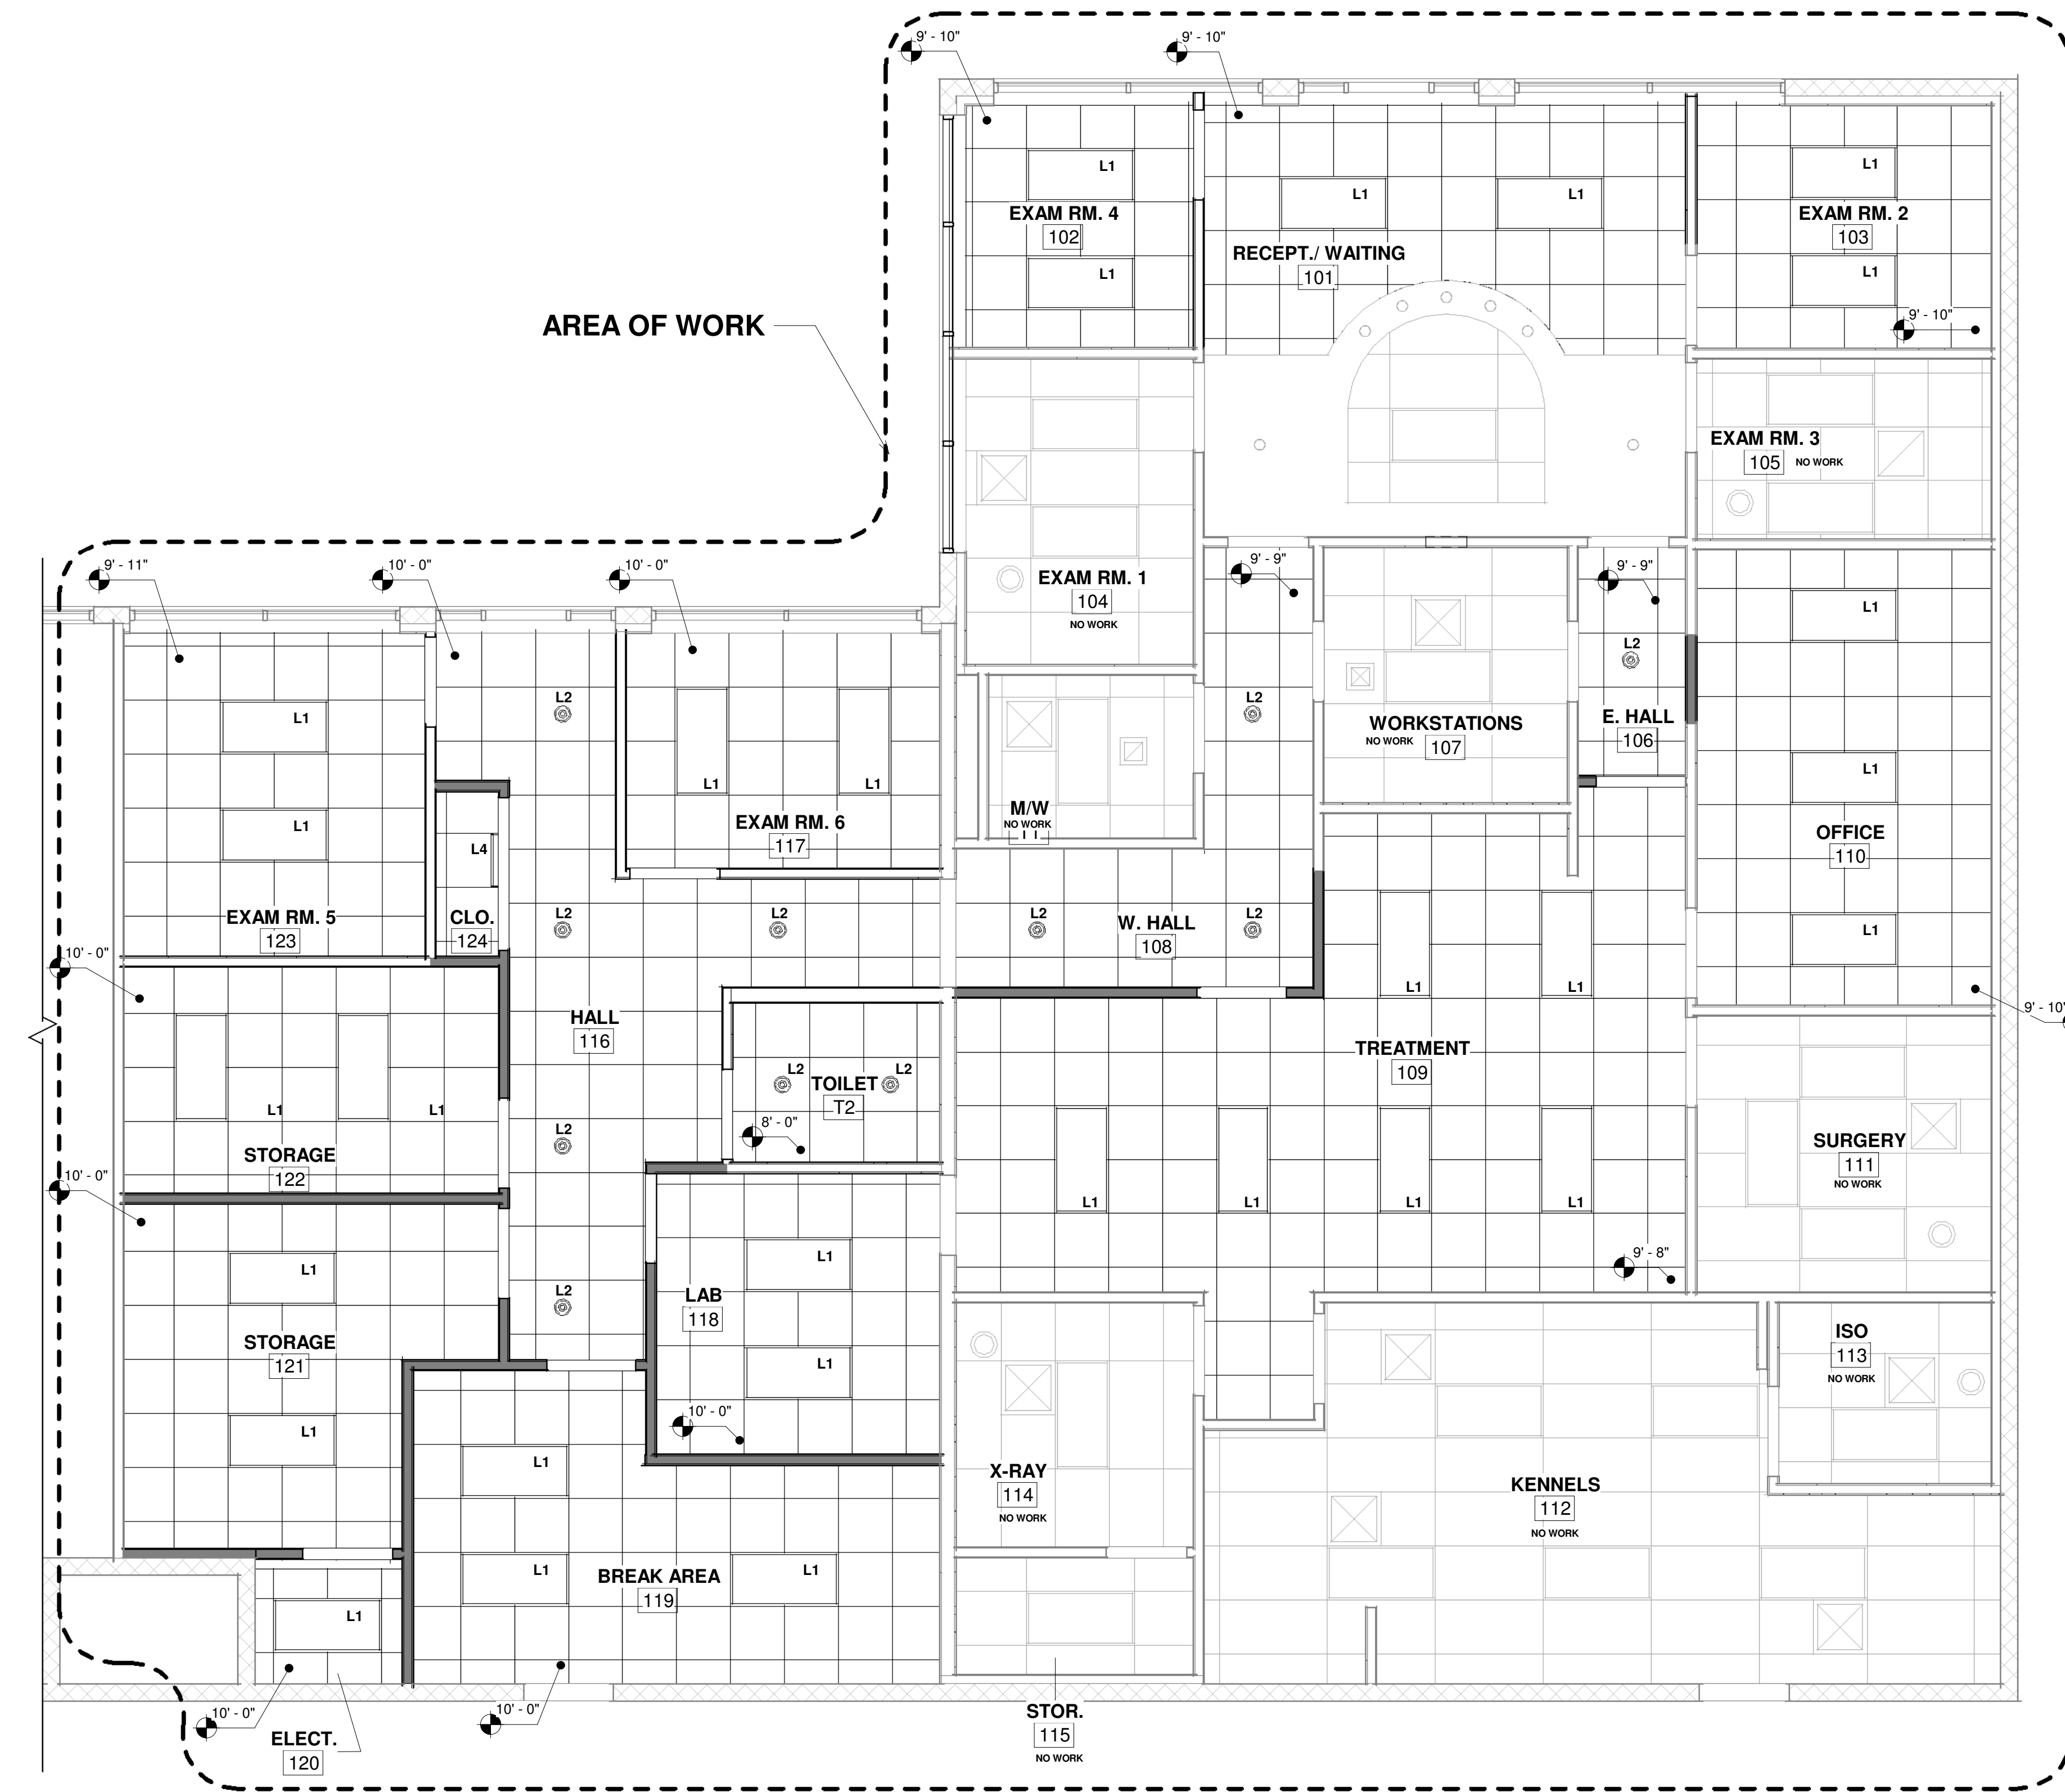 9' - 10"
9' - 10"
L1
L1
L1
L1
EXAM RM. 4
102
EXAM RM. 2
103
RECEPT./ WAITING
101
L1
L1
9' - 10"
AREA OF WORK
EXAM RM. 3
105 NO WORK
9' - 11"
10' - 0"
10' - 0"
EXAM RM. 1
104
NO WORK
9' - 9"
9' - 9"
L1
L2
L1
L2
L2
WORKSTATIONS
NO WORK 107
E. HALL
106
L1
L1
L1
L1
M/W
NO WORK
EXAM RM. 6
117
OFFICE
110
L4
EXAM RM. 5
123
CLO.
124
L2
L2
L2
W. HALL
108
L2
L1
10' - 0"
L1
L1
9' - 10"
HALL
116
TREATMENT
109
L2
TOILET
T2
L2
L1
L1
8' - 0"
L2
SURGERY
111
NO WORK
STORAGE
122
10' - 0"
L1
L1
L1
L1
L1
L1
9' - 8"
L2
LAB
118
STORAGE
121
ISO
113
NO WORK
L1
10' - 0"
L1
L1
X-RAY
114
NO WORK
KENNELS
112
NO WORK
L1
L1
BREAK AREA
119
L1
10' - 0"
10' - 0"
ELECT.
120
STOR.
115
NO WORK